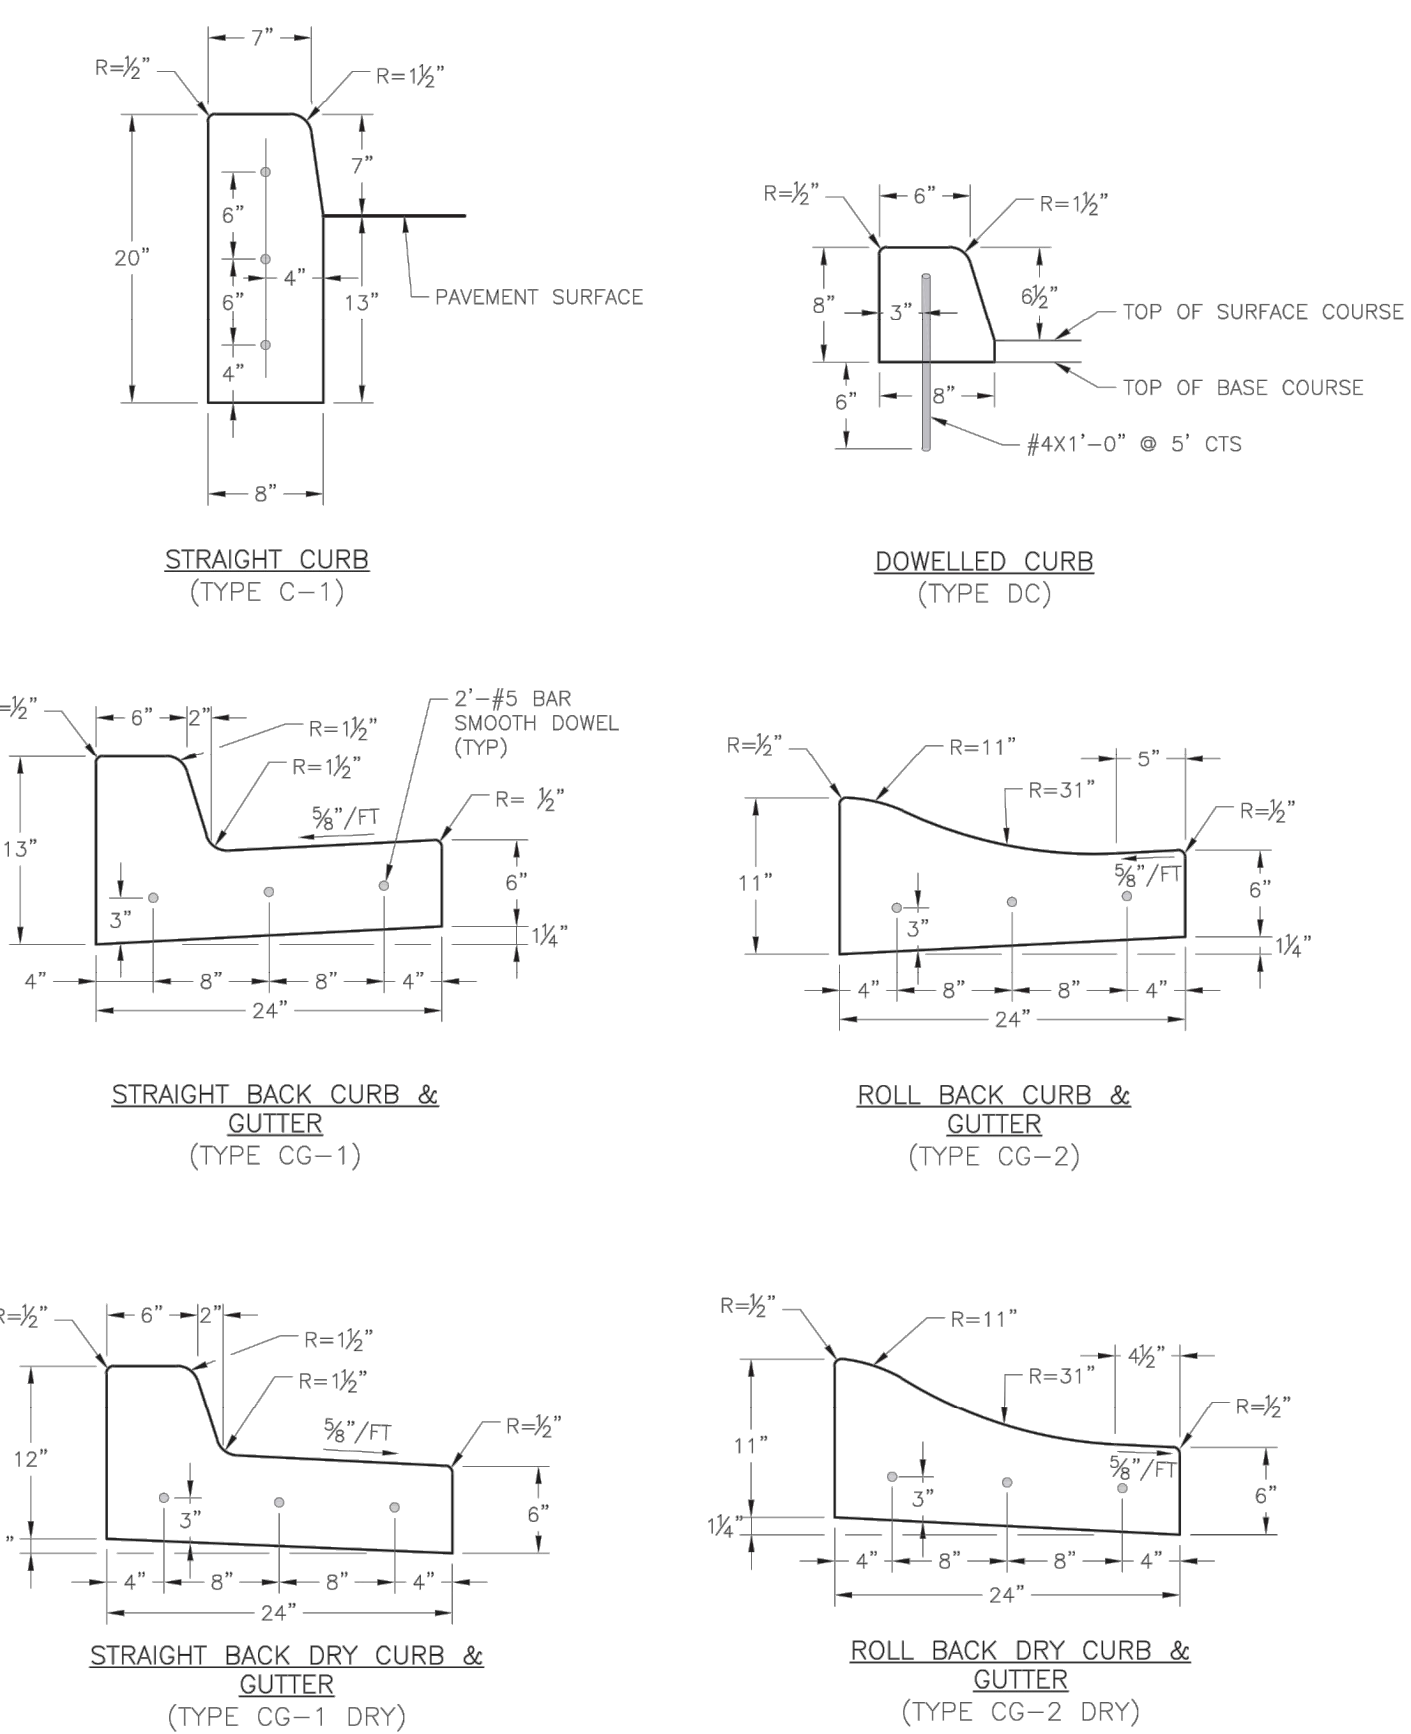 7”
R=½”
R=1½”
7”
6”
20”
4”
PAVEMENT SURFACE
6”
13”
4”
8”
STRAIGHT CURB
(TYPE C-1)
R=½”
6”
R=1½”
8”
3”
6½”
TOP OF SURFACE COURSE
TOP OF BASE COURSE
6”
8”
#4X1'-0” @ 5' CTS
DOWELLED CURB
(TYPE DC)
=½”
6”
2”
R=1½”
R=1½”
2'-#5 BAR
SMOOTH DOWEL
(TYP)
R= ½”
⅝”/FT
13”
6”
3”
1¼”
4”
8”
8”
4”
24”
STRAIGHT BACK CURB &
GUTTER
(TYPE CG-1)
R=½”
R=11”
5”
R=31”
R=½”
⅝”/FT
11”
6”
3”
1¼”
4”
8”
8”
4”
24”
ROLL BACK CURB &
GUTTER
(TYPE CG-2)
R=½”
6”
2”
R=1½”
R=1½”
⅝”/FT
R=½”
12”
6”
3”
”
4”
8”
8”
4”
24”
STRAIGHT BACK DRY CURB &
GUTTER
(TYPE CG-1 DRY)
R=½”
R=11”
4½”
R=31”
R=½”
11”
⅝”/FT
6”
3”
1¼”
4”
8”
8”
4”
24”
ROLL BACK DRY CURB &
GUTTER
(TYPE CG-2 DRY)